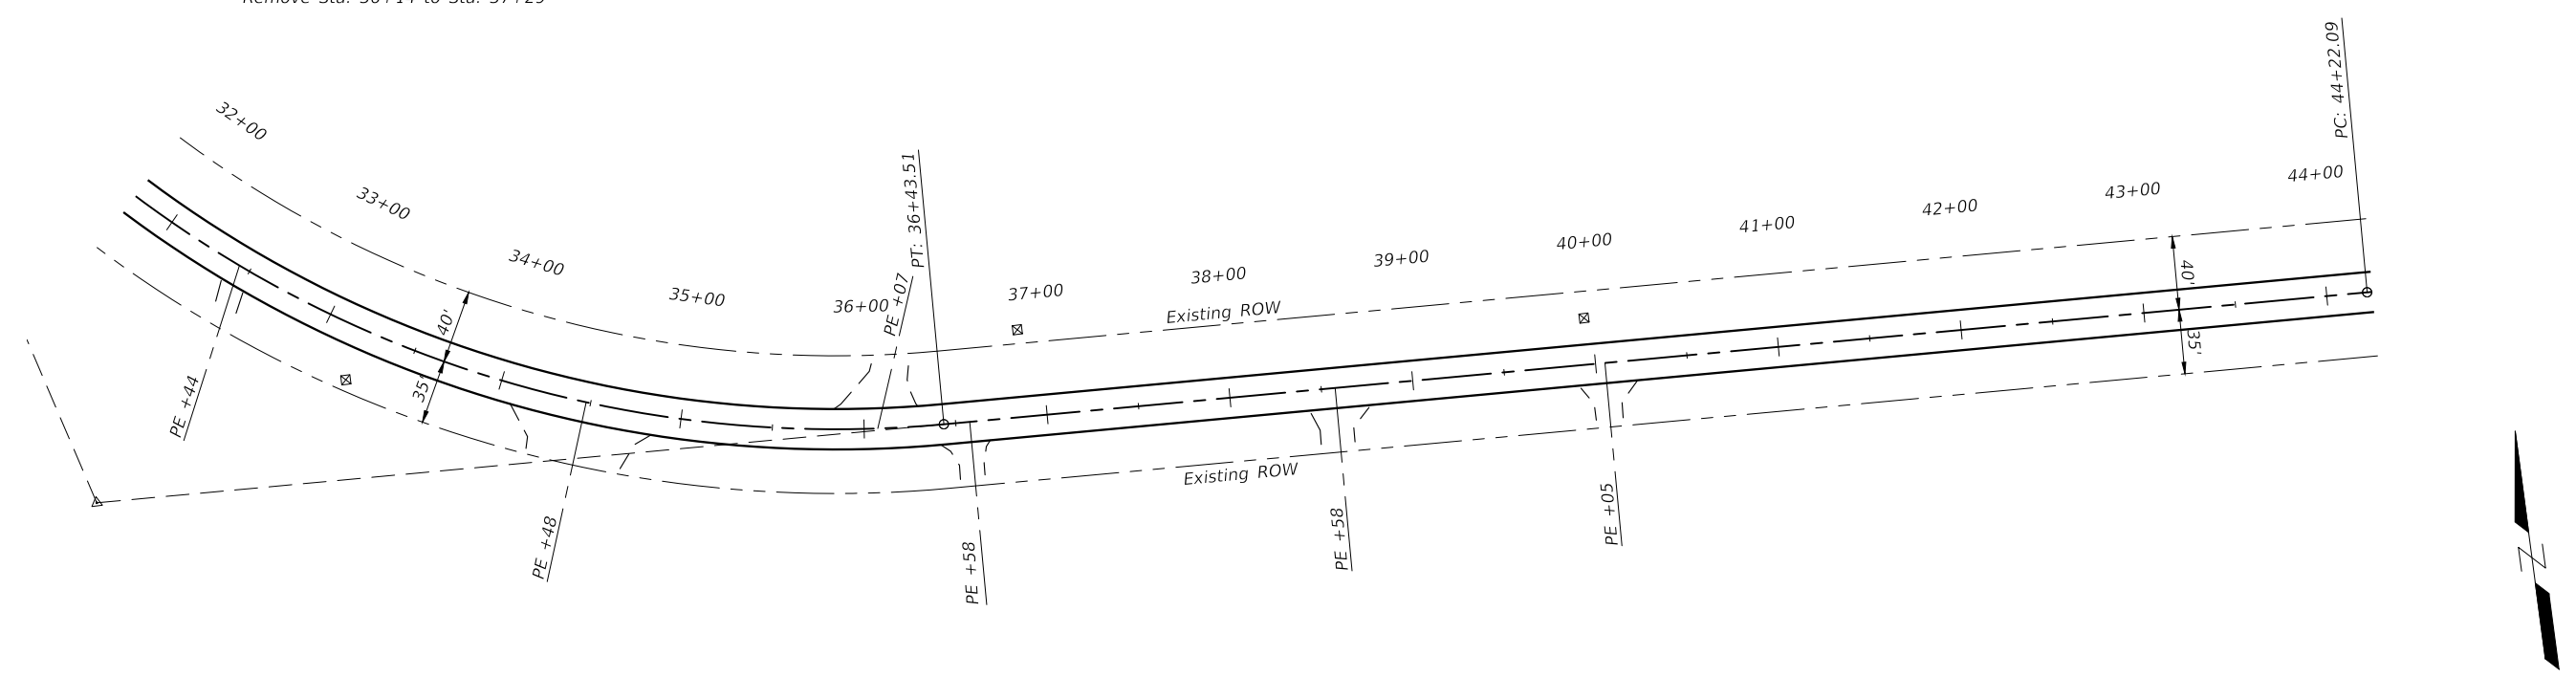 32+00
33+00
34+00
35+00
36+00
37+00
38+00
39+00
40+00
41+00
42+00
43+00
44+00
PT: 36+43.51
PC: 44+22.09
PE +07
Existing ROW
Existing ROW
40'
35'
40'
35'
PE +44
PE +48
PE +58
PE +58
PE +05
N